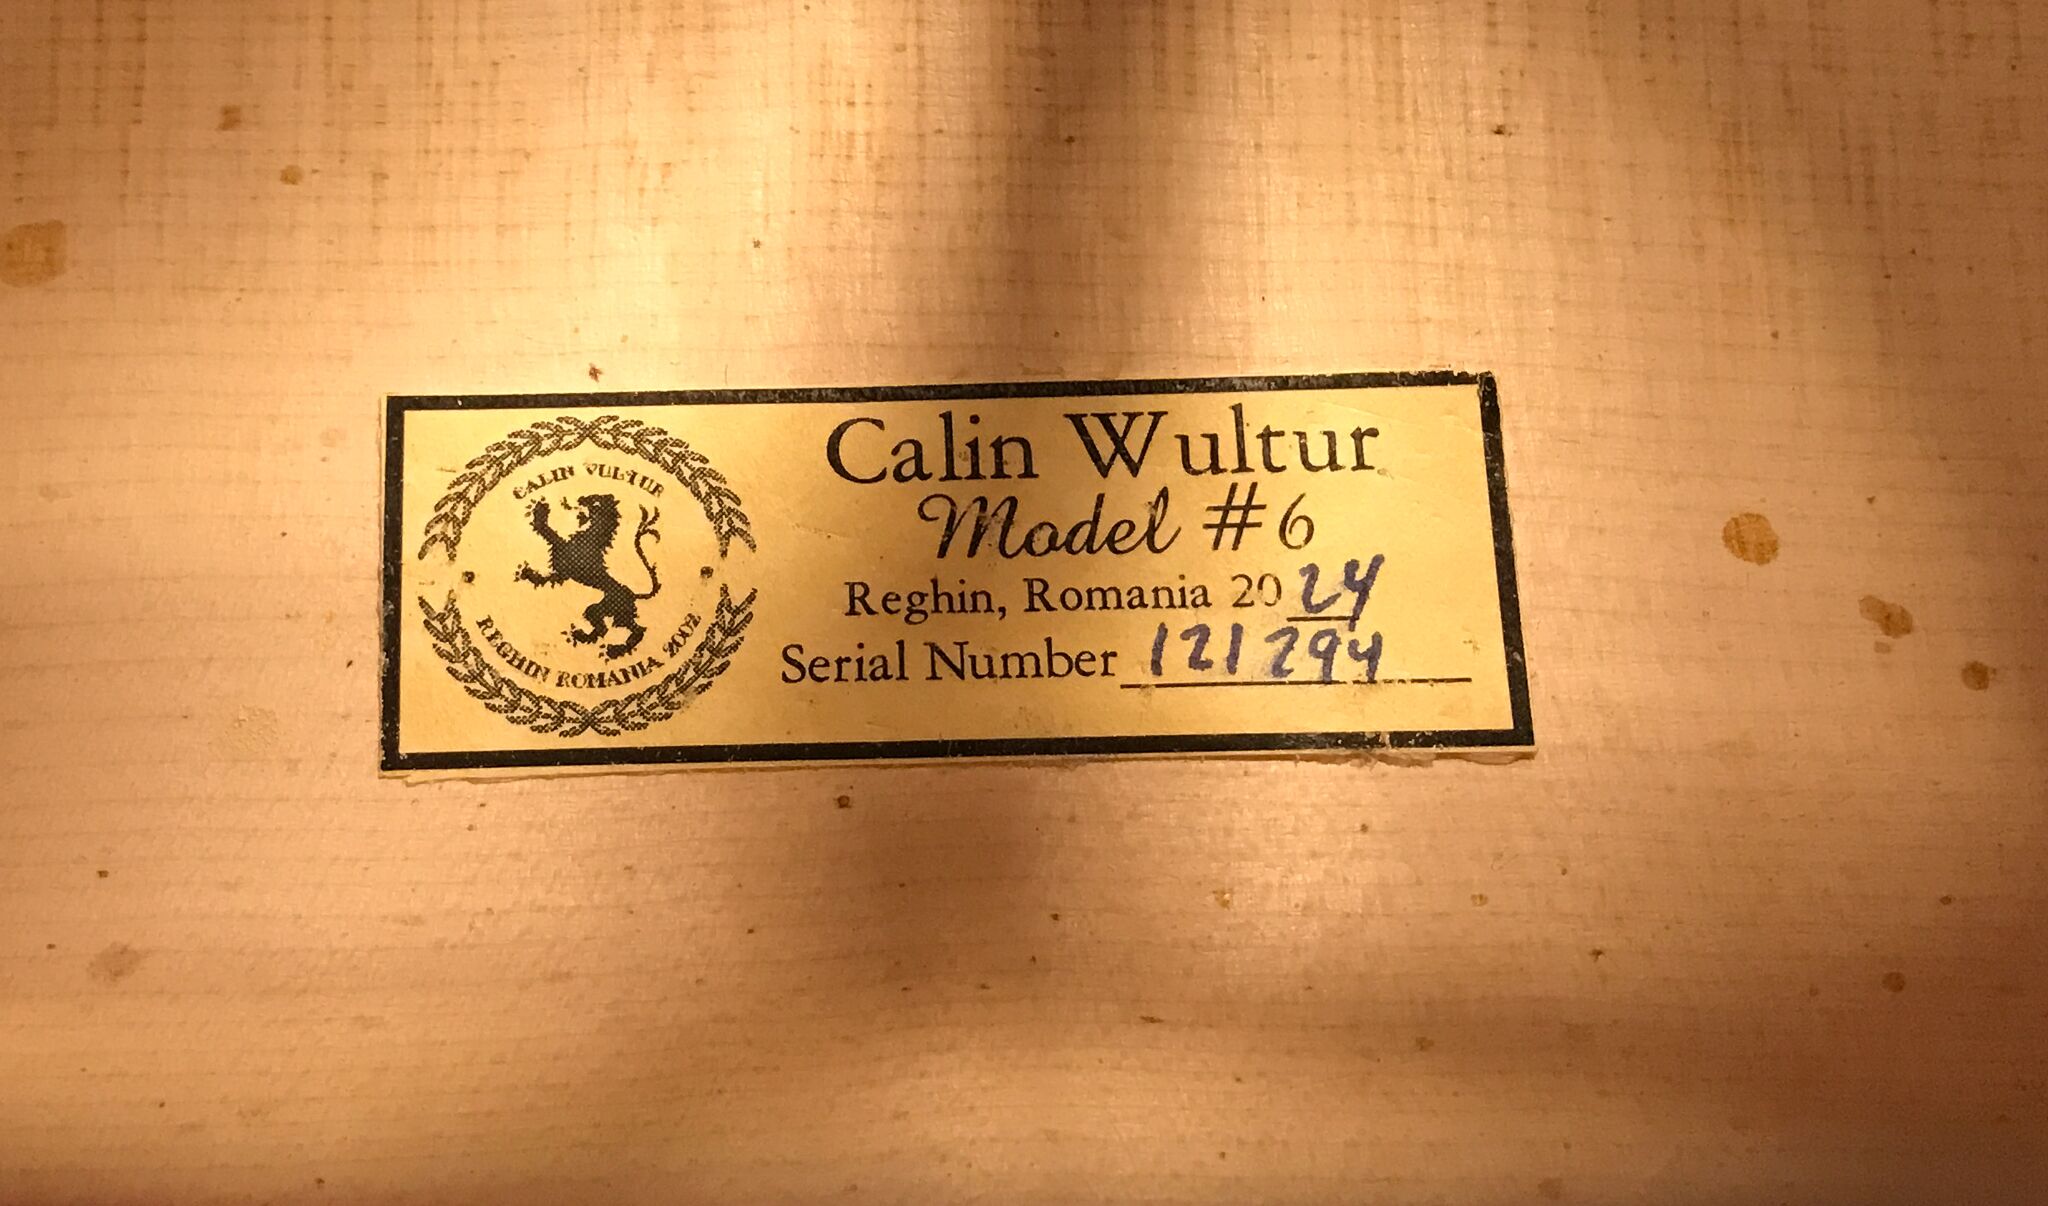 CALIN VULTUR
REGHIN ROMANIA 2002
Calin Wultur
Model #6
Reghin, Romania 2024
Serial Number 121294